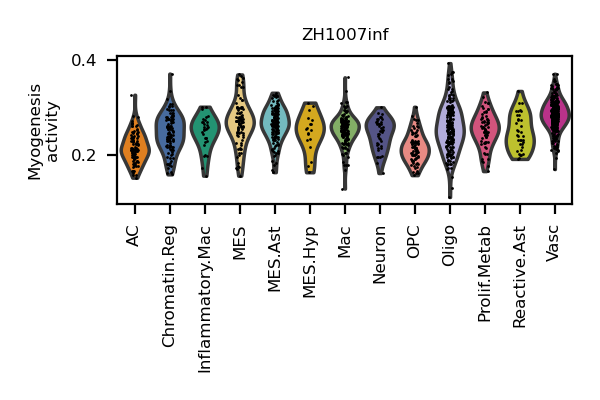 ZH1007inf
Myogenesis
activity
0.4
0.2
AC
Chromatin.Reg
Inflammatory.Mac
MES
MES.Ast
MES.Hyp
Mac
Neuron
OPC
Oligo
Prolif.Metab
Reactive.Ast
Vasc